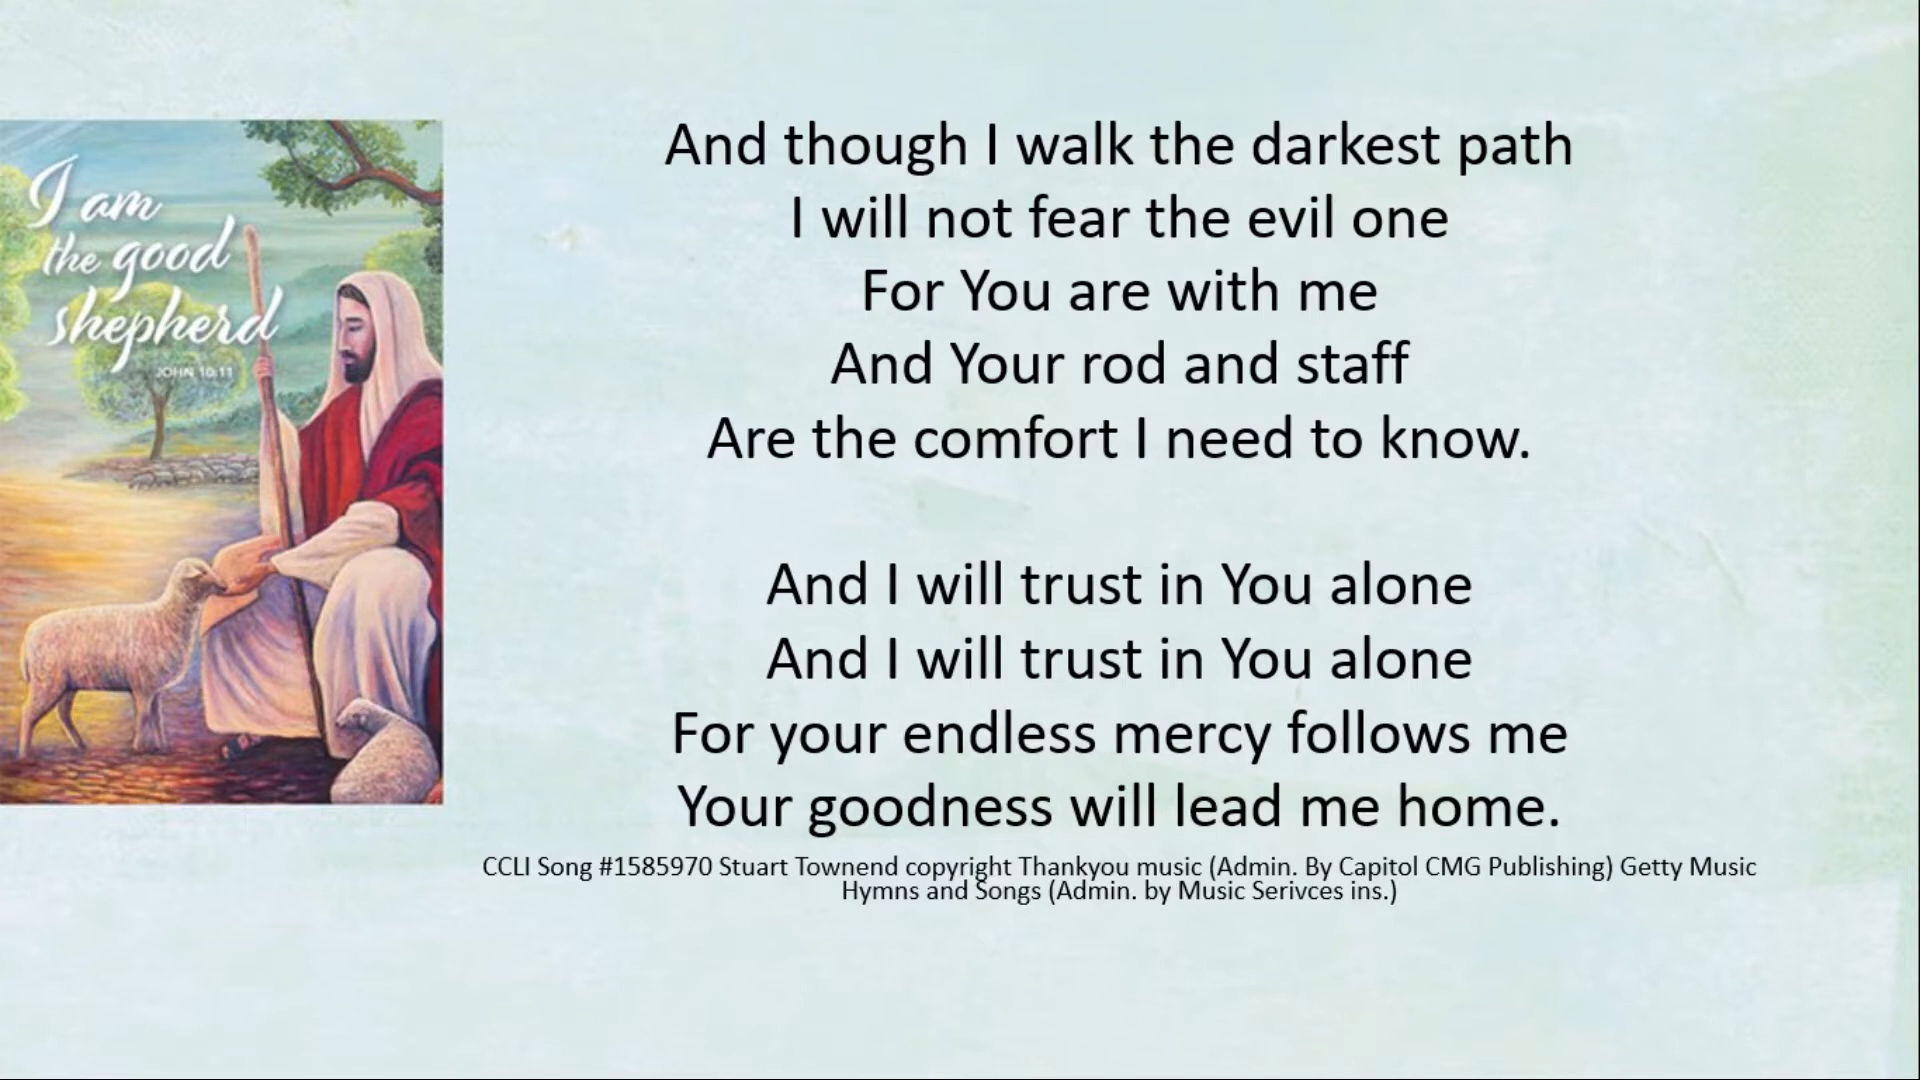 I am
the good
shepherd
JOHN 10:11
And though I walk the darkest path
I will not fear the evil one
For You are with me
And Your rod and staff
Are the comfort I need to know.
And I will trust in You alone
And I will trust in You alone
For your endless mercy follows me
Your goodness will lead me home.
CCLI Song #1585970 Stuart Townend copyright Thankyou music (Admin. By Capitol CMG Publishing) Getty Music
Hymns and Songs (Admin. by Music Serivces ins.)